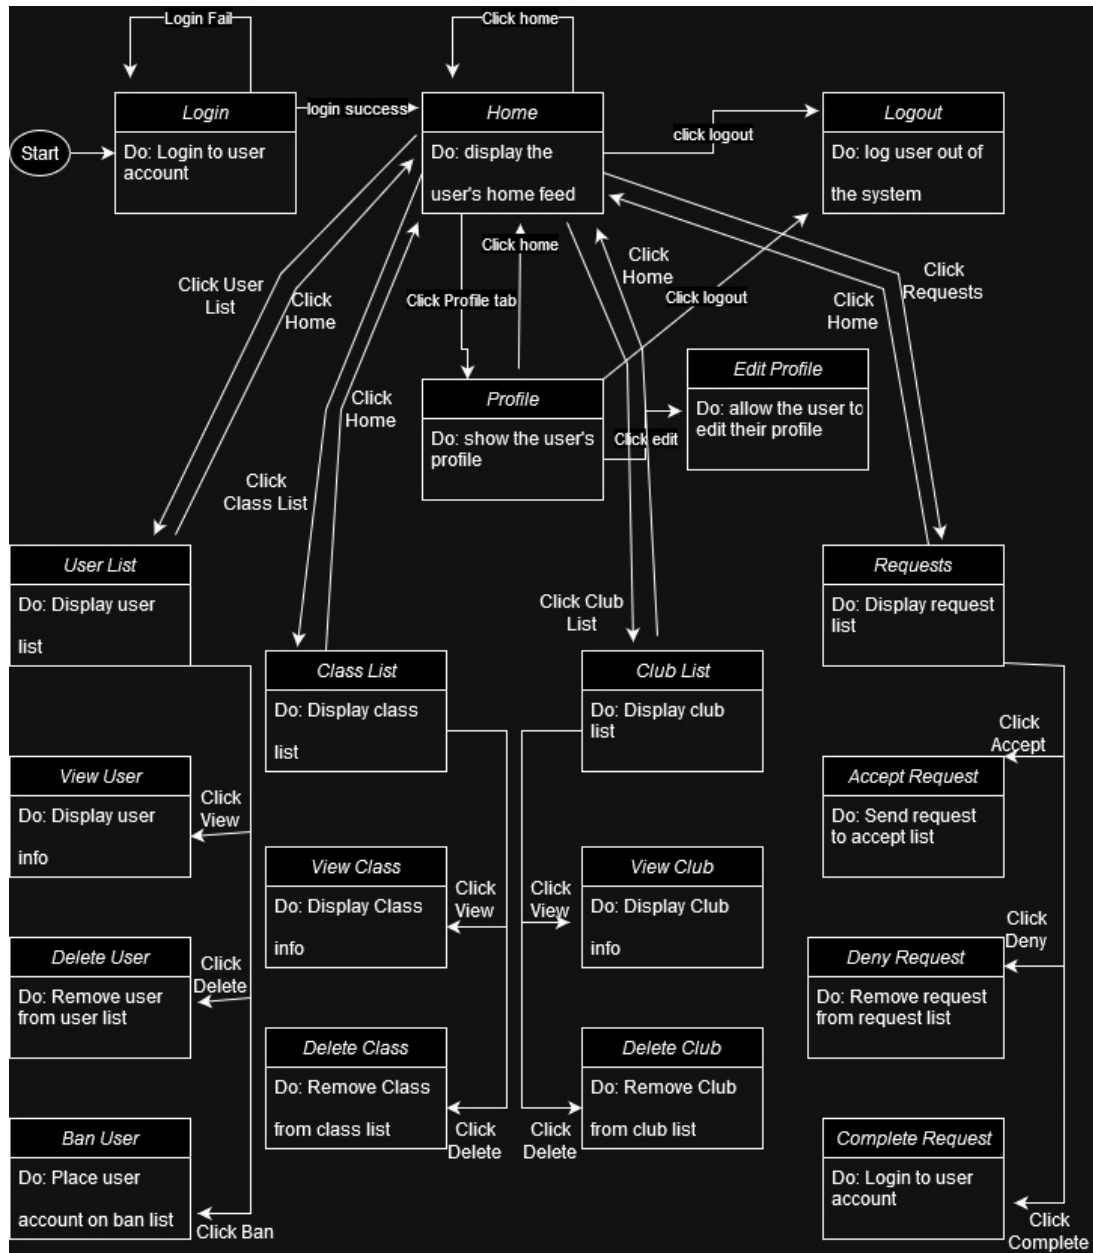 Login Fail
Click home
Login
Do: Login to user
account
Start
login success
Home
Do: display the
user's home feed
click logout
Logout
Do: log user out of
the system
Click User
List
Click
Home
Click home
Click Profile tab
Click
Home
Click logout
Click
Requests
Click
Home
Click
Home
Profile
Do: show the user's
profile
Click edit
Edit Profile
Do: allow the user to
edit their profile
Click
Class List
User List
Do: Display user
list
Click Club
List
Requests
Do: Display request
list
Class List
Do: Display class
list
Club List
Do: Display club
list
View User
Do: Display user
info
Click
View
Click
Accept
Accept Request
Do: Send request
to accept list
View Class
Do: Display Class
info
Click
View
Click
View
View Club
Do: Display Club
info
Delete User
Do: Remove user
from user list
Click
Delete
Click
Deny
Deny Request
Do: Remove request
from request list
Delete Class
Do: Remove Class
from class list
Click
Delete
Click
Delete
Delete Club
Do: Remove Club
from club list
Ban User
Do: Place user
account on ban list
Click Ban
Complete Request
Do: Login to user
account
Click
Complete